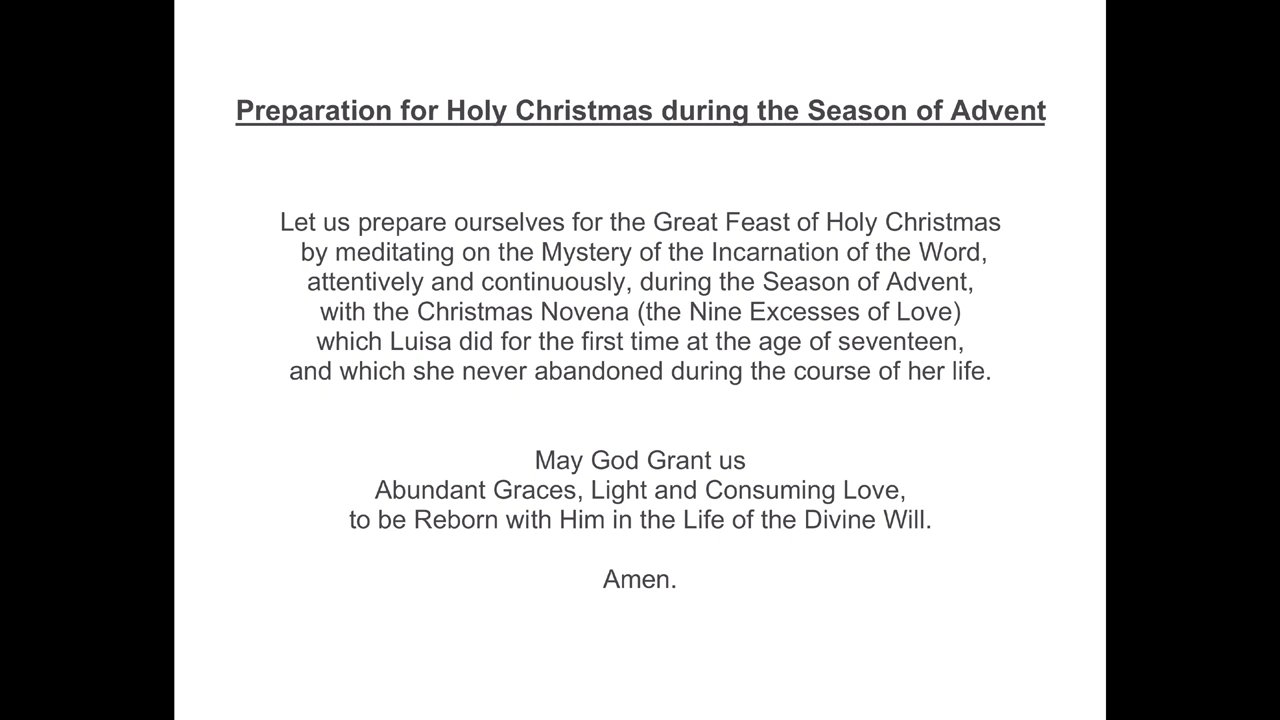 Preparation for Holy Christmas during the Season of Advent
Let us prepare ourselves for the Great Feast of Holy Christmas
by meditating on the Mystery of the Incarnation of the Word,
attentively and continuously, during the Season of Advent,
with the Christmas Novena (the Nine Excesses of Love)
which Luisa did for the first time at the age of seventeen,
and which she never abandoned during the course of her life.
May God Grant us
Abundant Graces, Light and Consuming Love,
to be Reborn with Him in the Life of the Divine Will.
Amen.